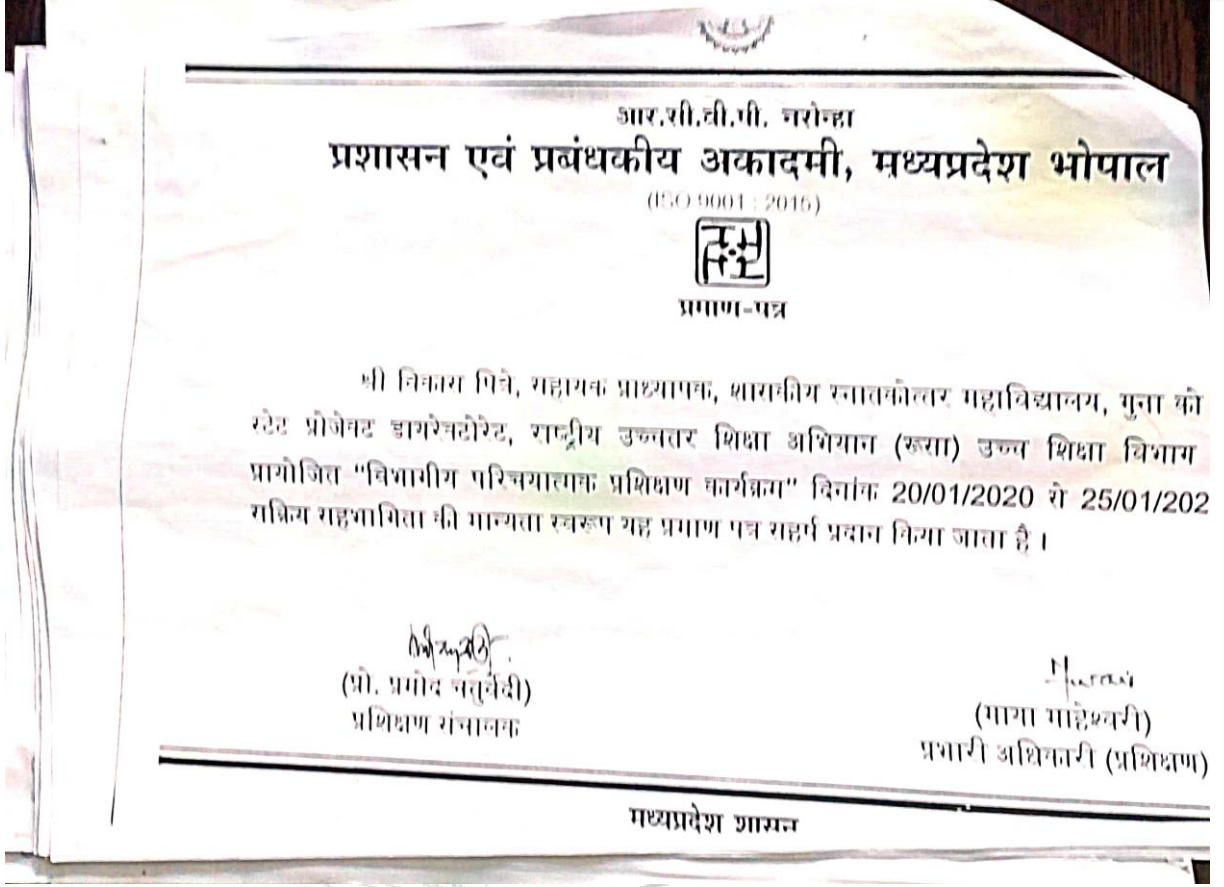 आर.सी.वी.पी. नरोन्हा
प्रशासन एवं प्रबंधकीय अकादमी, मध्यप्रदेश भोपाल
(ISO 9001 : 2015)
प्रमाण-पत्र
श्री विकास पित्रे, सहायक प्राध्यापक, शासकीय स्नातकोत्तर महाविद्यालय, गुना को
स्टेट प्रोजेक्ट डायरेक्टोरेट, राष्ट्रीय उच्चतर शिक्षा अभियान (रूसा) उच्च शिक्षा विभाग
प्रायोजित "विभागीय परिचयात्मक प्रशिक्षण कार्यक्रम" दिनांक 20/01/2020 से 25/01/202
सक्रिय सहभागिता की मान्यता स्वरूप यह प्रमाण पत्र सहर्ष प्रदान किया जाता है ।
(प्रो. प्रमोद चतुर्वेदी)
प्रशिक्षण संचालक
(माया माहेश्वरी)
प्रभारी अधिकारी (प्रशिक्षण)
मध्यप्रदेश शासन